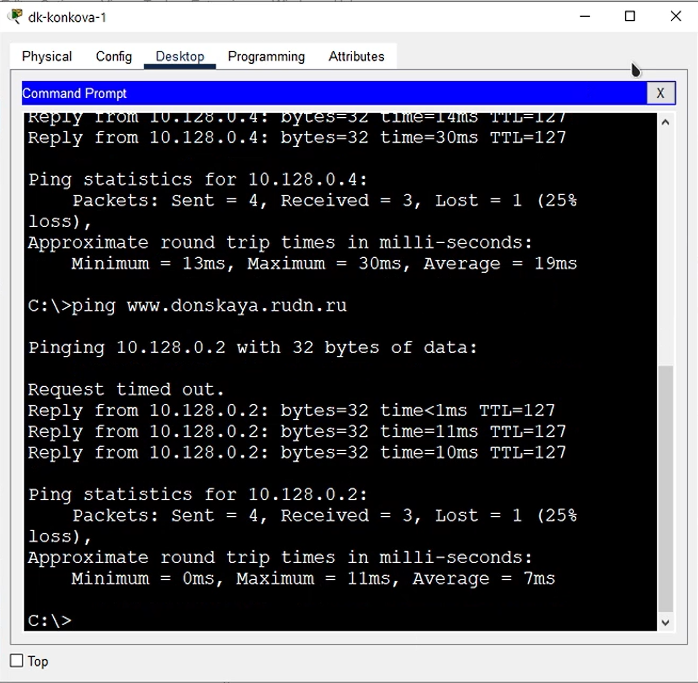 dk-konkova-1
Physical Config Desktop Programming Attributes
Command Prompt X
Reply from 10.128.0.4: bytes=32 time=14ms TTL=127
Reply from 10.128.0.4: bytes=32 time=30ms TTL=127
Ping statistics for 10.128.0.4:
Packets: Sent = 4, Received = 3, Lost = 1 (25%
loss),
Approximate round trip times in milli-seconds:
Minimum = 13ms, Maximum = 30ms, Average = 19ms
C:\>ping www.donskaya.rudn.ru
Pinging 10.128.0.2 with 32 bytes of data:
Request timed out.
Reply from 10.128.0.2: bytes=32 time<1ms TTL=127
Reply from 10.128.0.2: bytes=32 time=11ms TTL=127
Reply from 10.128.0.2: bytes=32 time=10ms TTL=127
Ping statistics for 10.128.0.2:
Packets: Sent = 4, Received = 3, Lost = 1 (25%
loss),
Approximate round trip times in milli-seconds:
Minimum = 0ms, Maximum = 11ms, Average = 7ms
C:\>
Top